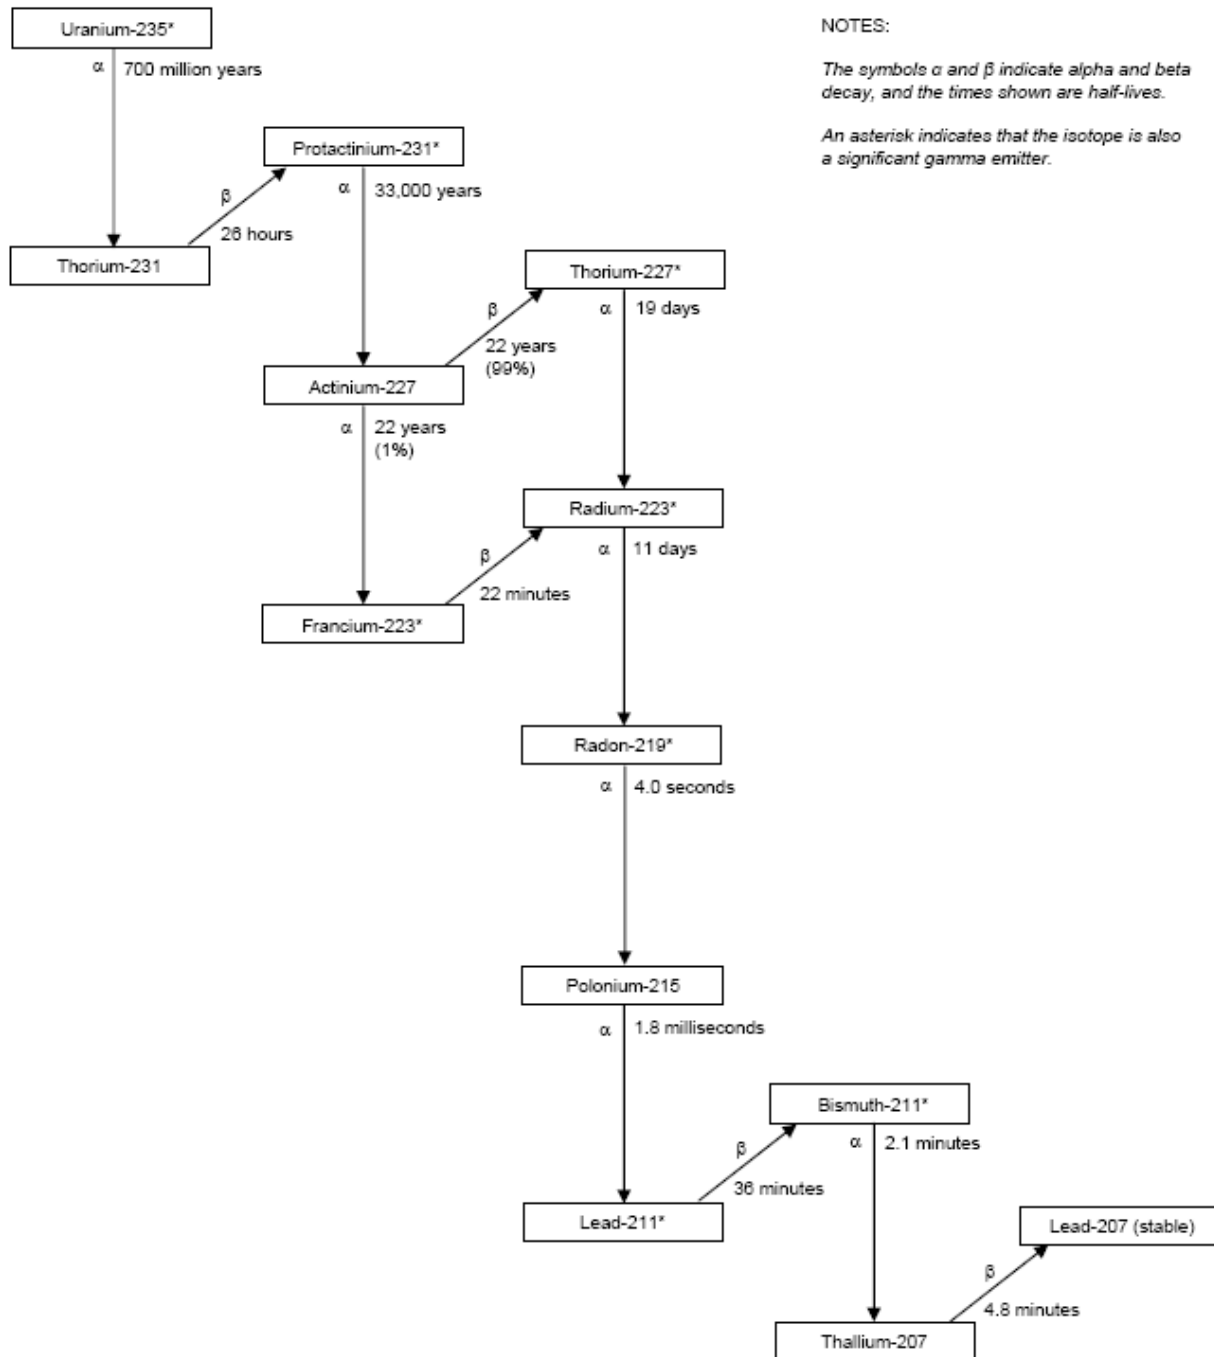 Uranium-235*
α 700 million years
NOTES:
The symbols α and β indicate alpha and beta
decay, and the times shown are half-lives.
An asterisk indicates that the isotope is also
a significant gamma emitter.
Protactinium-231*
β
26 hours
α 33,000 years
Thorium-231
Thorium-227*
β
22 years
(99%)
α 19 days
Actinium-227
α 22 years
(1%)
Radium-223*
β
22 minutes
α 11 days
Francium-223*
Radon-219*
α 4.0 seconds
Polonium-215
α 1.8 milliseconds
Bismuth-211*
β
36 minutes
α 2.1 minutes
Lead-211*
Lead-207 (stable)
β
4.8 minutes
Thallium-207